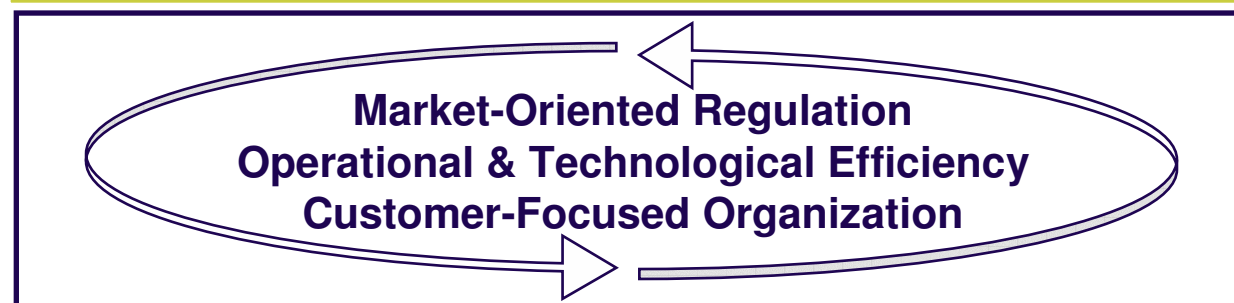 Market-Oriented Regulation
Operational & Technological Efficiency
Customer-Focused Organization